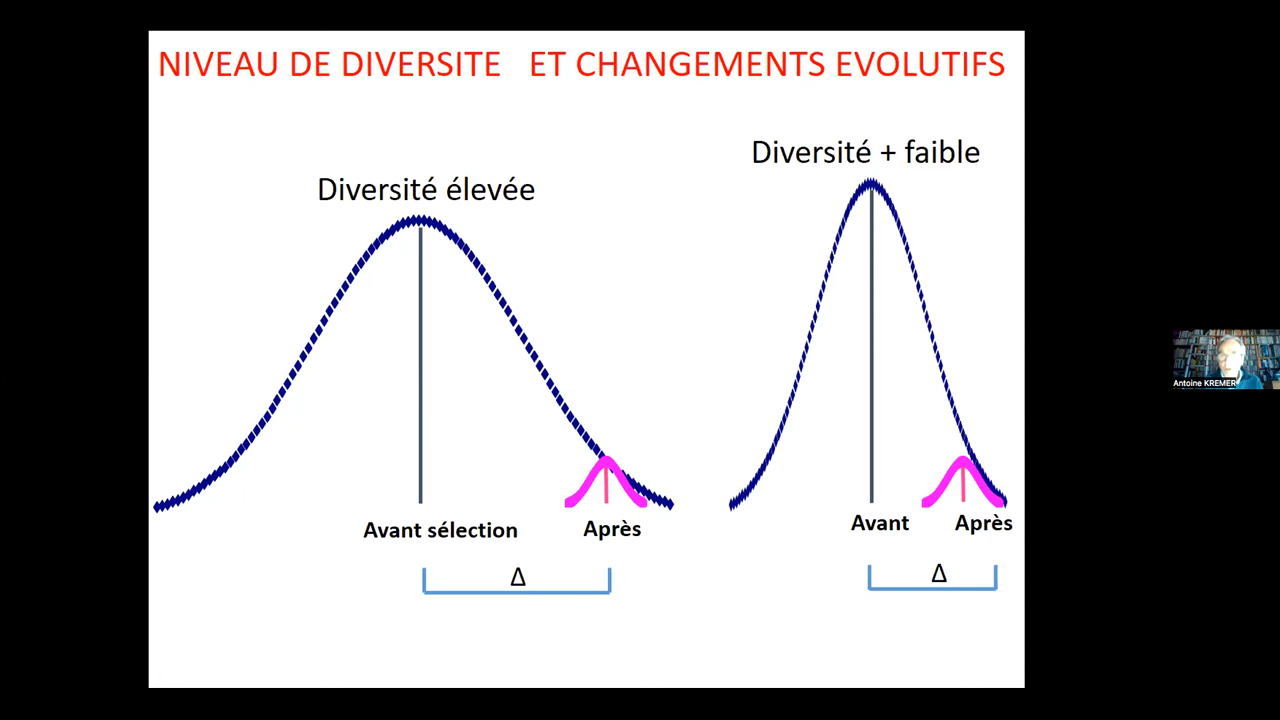 NIVEAU DE DIVERSITE ET CHANGEMENTS EVOLUTIFS
Diversité + faible
Diversité élevée
Avant sélection
Après
Avant
Après
Δ
Δ
Antoine KREMER